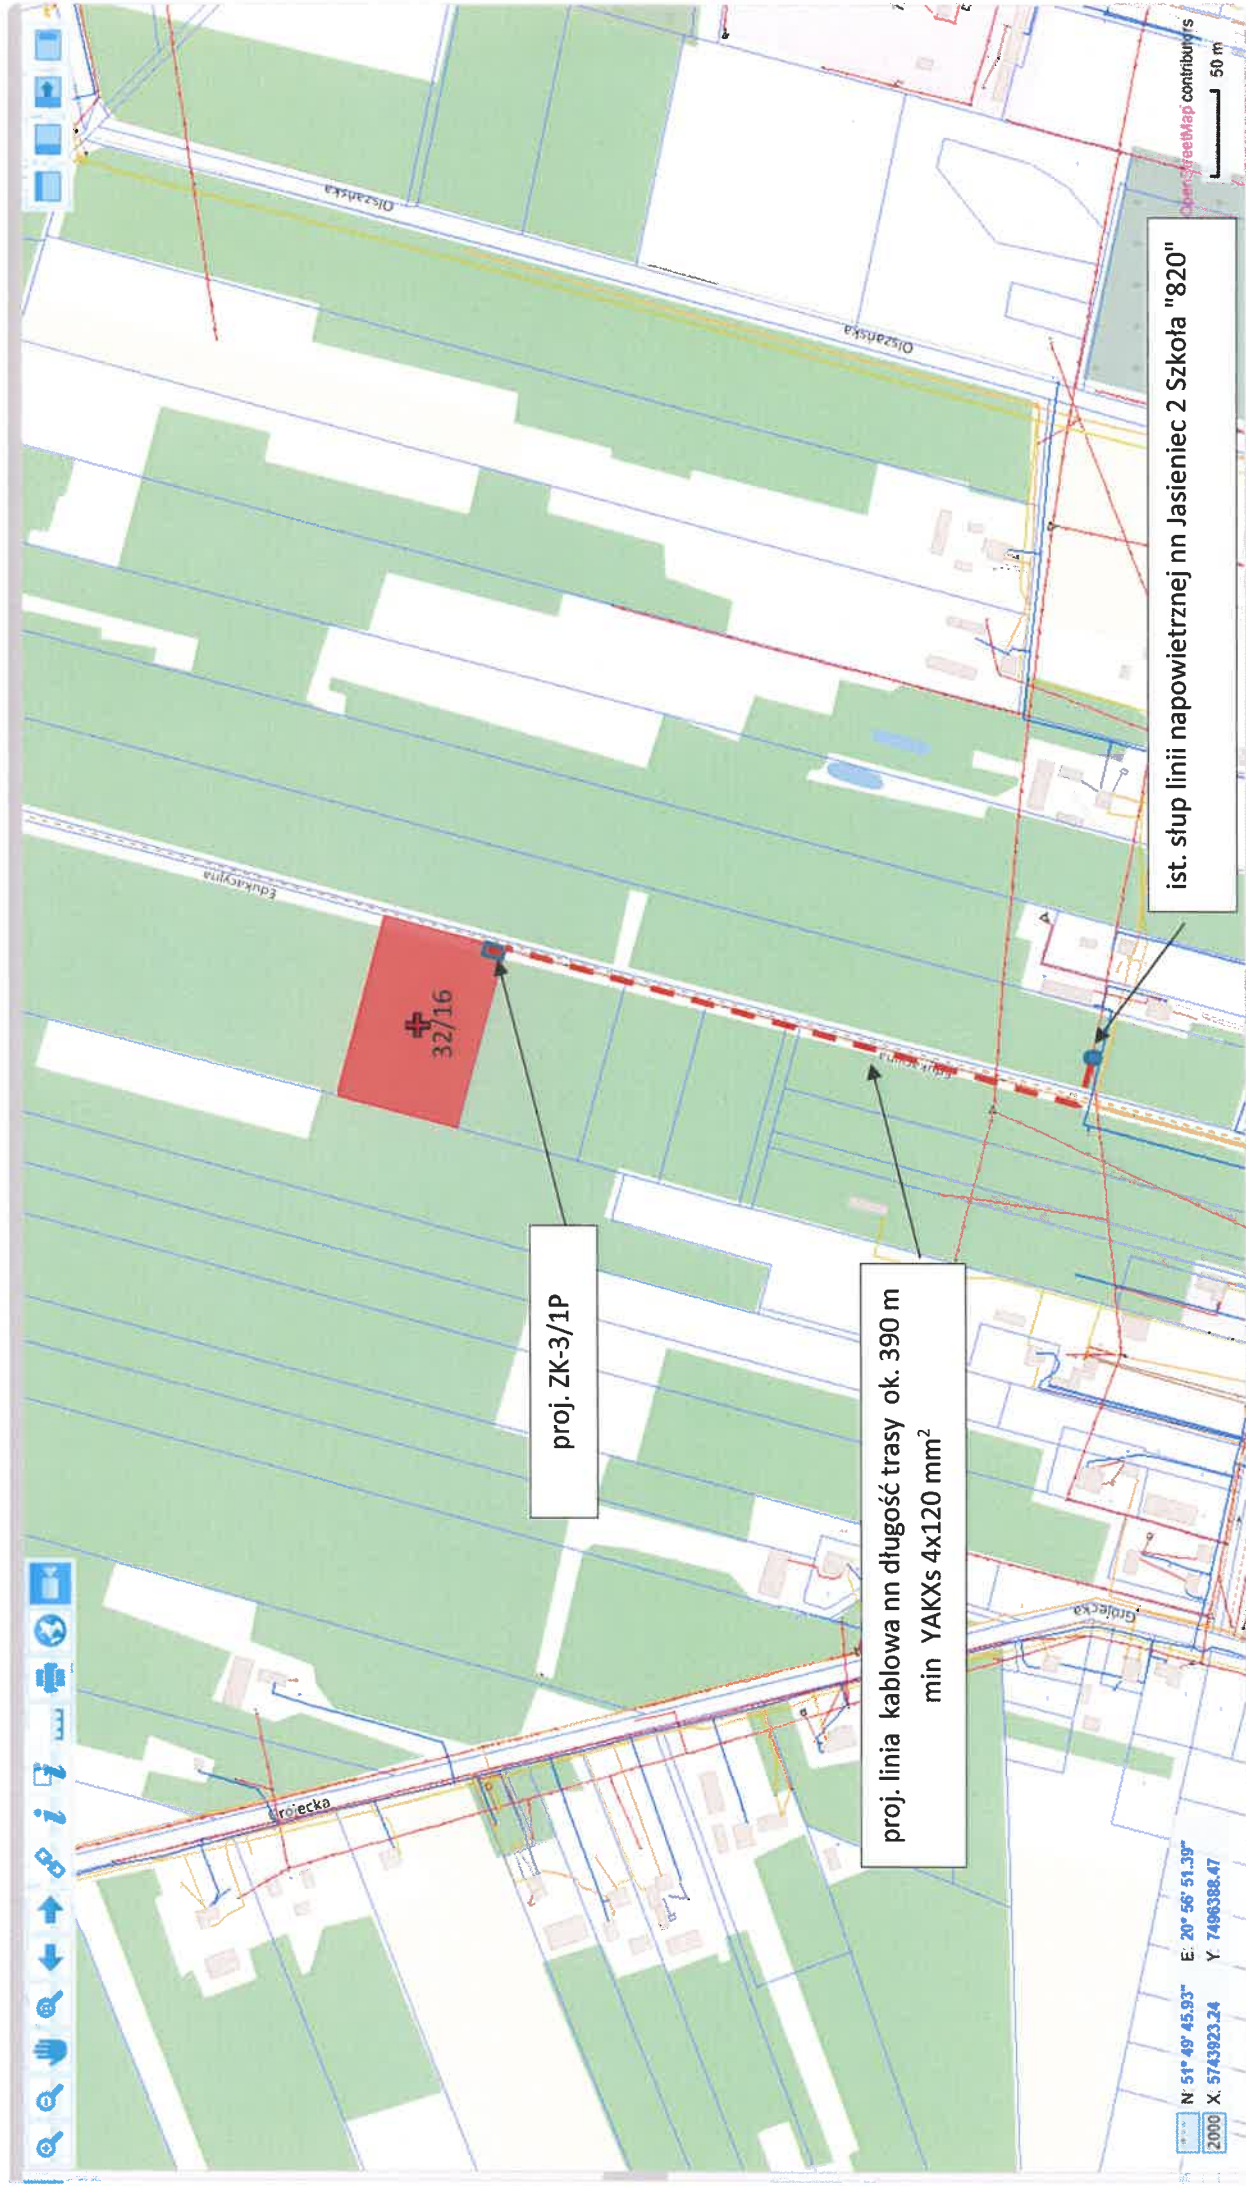 Grójecka
Edukacyjna
Olszańska
32/16
proj. ZK-3/1P
Olszańska
Edukacyjna
proj. linia kablowa nn długość trasy ok. 390 m
min YAKXs 4x120 mm²
Grójecka
ist. słup linii napowietrznej nn Jasieniec 2 Szkoła "820"
OpenStreetMap contributors
50 m
N: 51° 49' 45.93" E: 20° 56' 51.39"
2000 X: 5743923.24 Y: 7496388.47